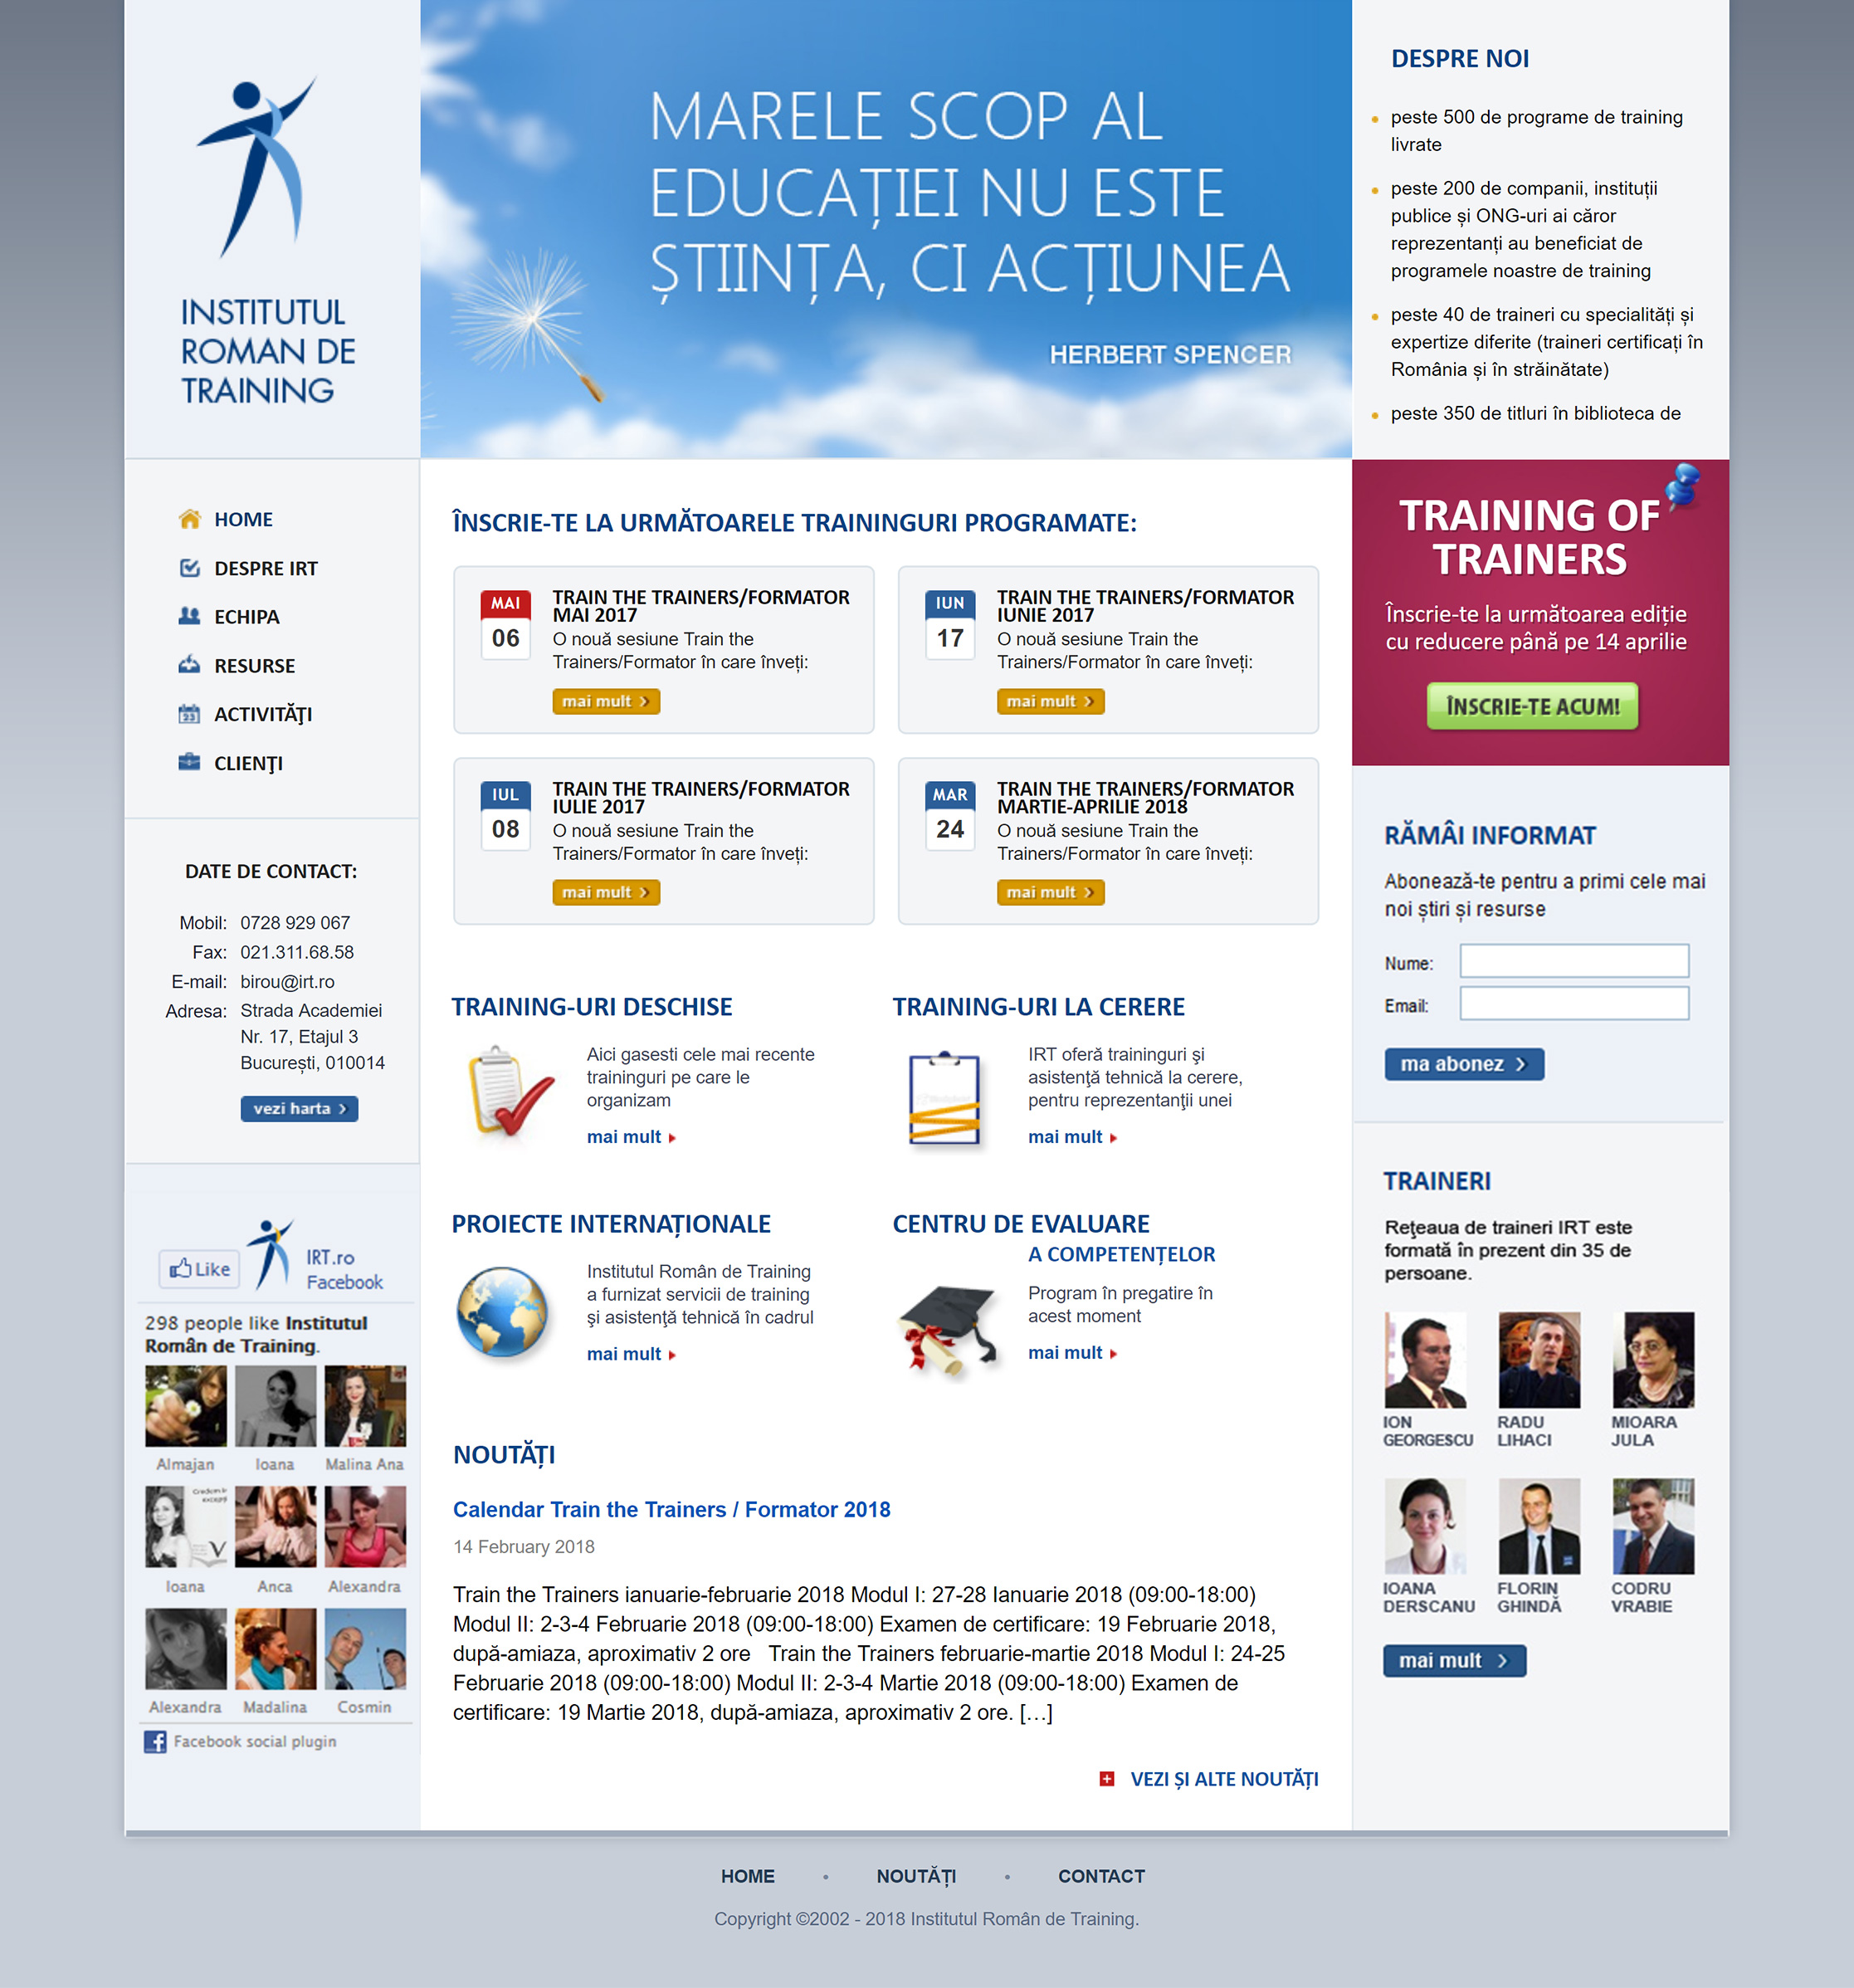 INSTITUTUL
ROMAN DE
TRAINING
MARELE SCOP AL
EDUCAȚIEI NU ESTE
ȘTIINȚA, CI ACȚIUNEA
HERBERT SPENCER
DESPRE NOI
peste 500 de programe de training
livrate
peste 200 de companii, instituții
publice și ONG-uri ai căror
reprezentanți au beneficiat de
programele noastre de training
peste 40 de traineri cu specialități și
expertize diferite (traineri certificați în
România și în străinătate)
peste 350 de titluri în biblioteca de
HOME
DESPRE IRT
ECHIPA
RESURSE
23
ACTIVITĂŢI
CLIENŢI
DATE DE CONTACT:
Mobil: 0728 929 067
Fax: 021.311.68.58
E-mail: birou@irt.ro
Adresa: Strada Academiei
Nr. 17, Etajul 3
București, 010014
vezi harta
Like
IRT.ro
Facebook
298 people like Institutul
Român de Training.
Almajan Ioana Malina Ana
Ioana Anca Alexandra
Alexandra Madalina Cosmin
Facebook social plugin
ÎNSCRIE-TE LA URMĂTOARELE TRAININGURI PROGRAMATE:
MAI
06
TRAIN THE TRAINERS/FORMATOR
MAI 2017
O nouă sesiune Train the
Trainers/Formator în care înveți:
mai mult
IUN
17
TRAIN THE TRAINERS/FORMATOR
IUNIE 2017
O nouă sesiune Train the
Trainers/Formator în care înveți:
mai mult
IUL
08
TRAIN THE TRAINERS/FORMATOR
IULIE 2017
O nouă sesiune Train the
Trainers/Formator în care înveți:
mai mult
MAR
24
TRAIN THE TRAINERS/FORMATOR
MARTIE-APRILIE 2018
O nouă sesiune Train the
Trainers/Formator în care înveți:
mai mult
TRAINING-URI DESCHISE
Aici gasesti cele mai recente
traininguri pe care le
organizam
mai mult
TRAINING-URI LA CERERE
IRT oferă traininguri şi
asistenţă tehnică la cerere,
pentru reprezentanţii unei
mai mult
PROIECTE INTERNAȚIONALE
Institutul Român de Training
a furnizat servicii de training
şi asistenţă tehnică în cadrul
mai mult
CENTRU DE EVALUARE
A COMPETENȚELOR
Program în pregatire în
acest moment
mai mult
NOUTĂȚI
Calendar Train the Trainers / Formator 2018
14 February 2018
Train the Trainers ianuarie-februarie 2018 Modul I: 27-28 Ianuarie 2018 (09:00-18:00)
Modul II: 2-3-4 Februarie 2018 (09:00-18:00) Examen de certificare: 19 Februarie 2018,
după-amiaza, aproximativ 2 ore Train the Trainers februarie-martie 2018 Modul I: 24-25
Februarie 2018 (09:00-18:00) Modul II: 2-3-4 Martie 2018 (09:00-18:00) Examen de
certificare: 19 Martie 2018, după-amiaza, aproximativ 2 ore. […]
VEZI ȘI ALTE NOUTĂȚI
TRAINING OF
TRAINERS
Înscrie-te la următoarea ediție
cu reducere până pe 14 aprilie
ÎNSCRIE-TE ACUM!
RĂMÂI INFORMAT
Abonează-te pentru a primi cele mai
noi știri și resurse
Nume:
Email:
ma abonez
TRAINERI
Reţeaua de traineri IRT este
formată în prezent din 35 de
persoane.
ION
GEORGESCU
RADU
LIHACI
MIOARA
JULA
IOANA
DERSCANU
FLORIN
GHINDĂ
CODRU
VRABIE
mai mult
HOME • NOUTĂȚI • CONTACT
Copyright ©2002 - 2018 Institutul Român de Training.